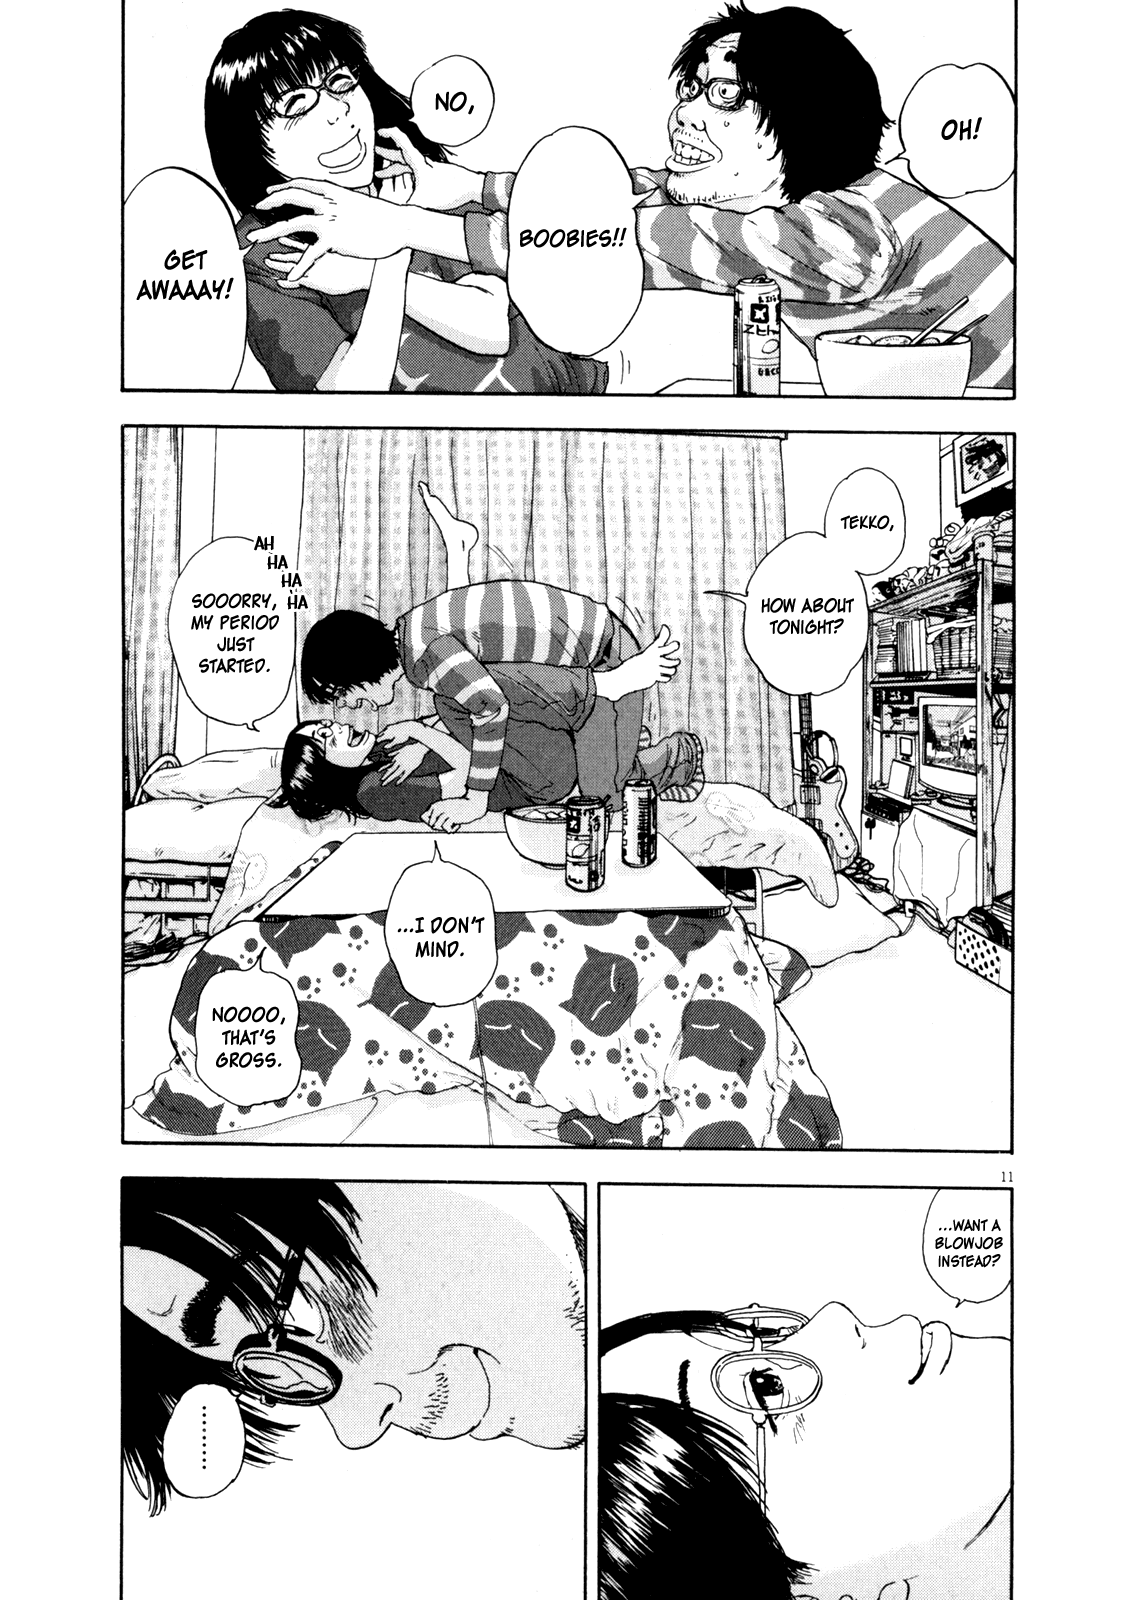 OH!
BOOBIES!!
NO,
GET
AWAAAY!
TEKKO,
HOW ABOUT
TONIGHT?
AH
HA
HA
HA
SOOORRY,
MY PERIOD
JUST
STARTED.
...I DON'T
MIND.
NOOOO,
THAT'S
GROSS.
11
...WANT A
BLOWJOB
INSTEAD?
.........